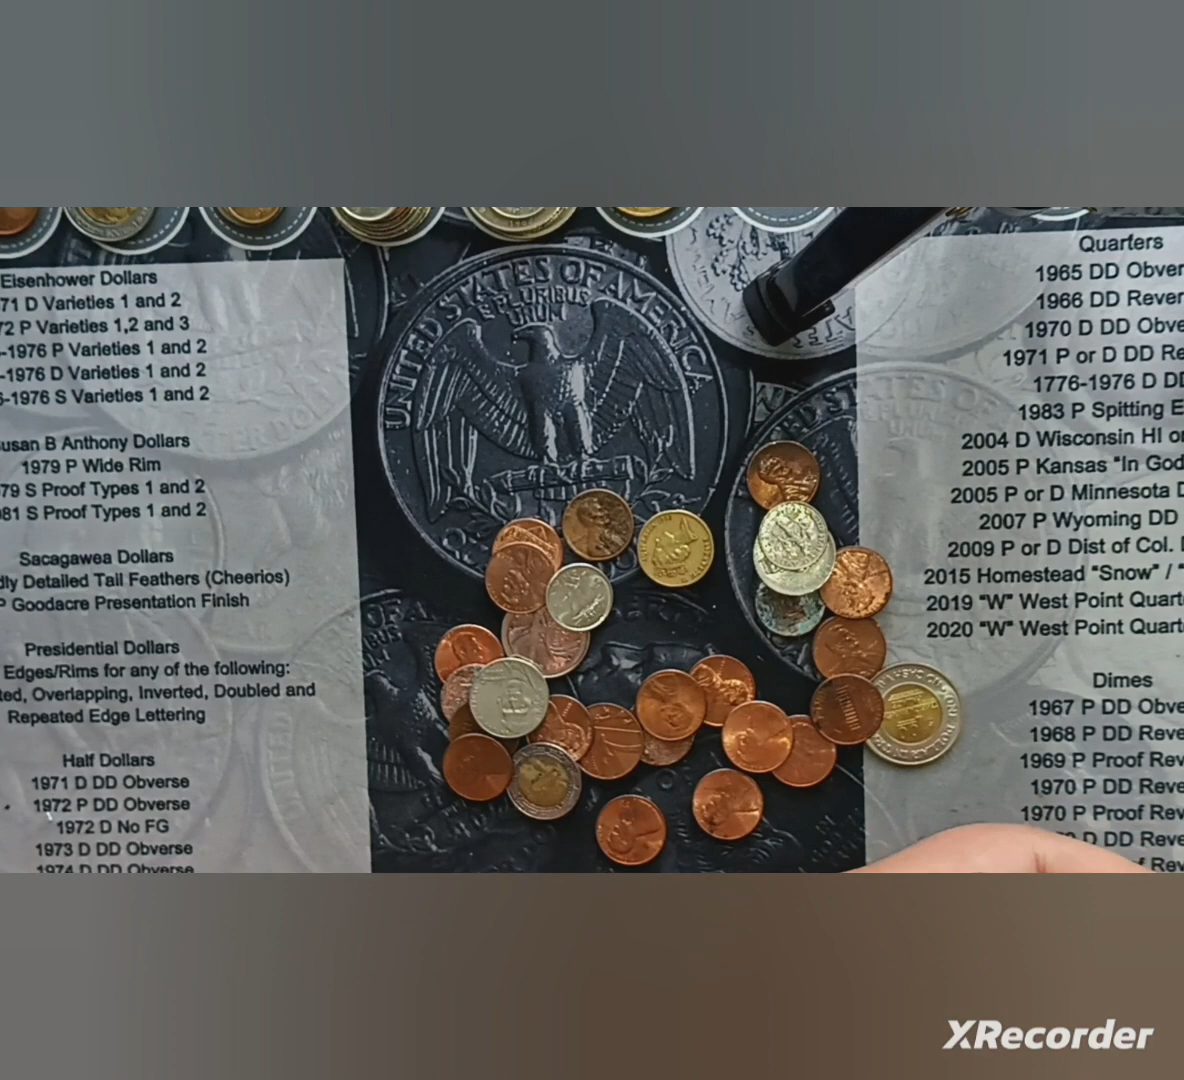 Eisenhower Dollars
71 D Varieties 1 and 2
72 P Varieties 1,2 and 3
-1976 P Varieties 1 and 2
-1976 D Varieties 1 and 2
-1976 S Varieties 1 and 2
usan B Anthony Dollars
1979 P Wide Rim
79 S Proof Types 1 and 2
81 S Proof Types 1 and 2
Sacagawea Dollars
dly Detailed Tail Feathers (Cheerios)
P Goodacre Presentation Finish
Presidential Dollars
Edges/Rims for any of the following:
ted, Overlapping, Inverted, Doubled and
Repeated Edge Lettering
Half Dollars
1971 D DD Obverse
1972 P DD Obverse
1972 D No FG
1973 D DD Obverse
1974 D DD Obverse
UNITED STATES OF AMERICA
E PLURIBUS
UNUM
Quarters
1965 DD Obver
1966 DD Rever
1970 D DD Obve
1971 P or D DD Re
1776-1976 D DD
1983 P Spitting E
2004 D Wisconsin HI or
2005 P Kansas "In God
2005 P or D Minnesota D
2007 P Wyoming DD
2009 P or D Dist of Col. D
2015 Homestead "Snow" / "
2019 "W" West Point Quart
2020 "W" West Point Quart
Dimes
1967 P DD Obve
1968 P DD Reve
1969 P Proof Rev
1970 P DD Reve
1970 P Proof Rev
D DD Reve
Rev
XRecorder